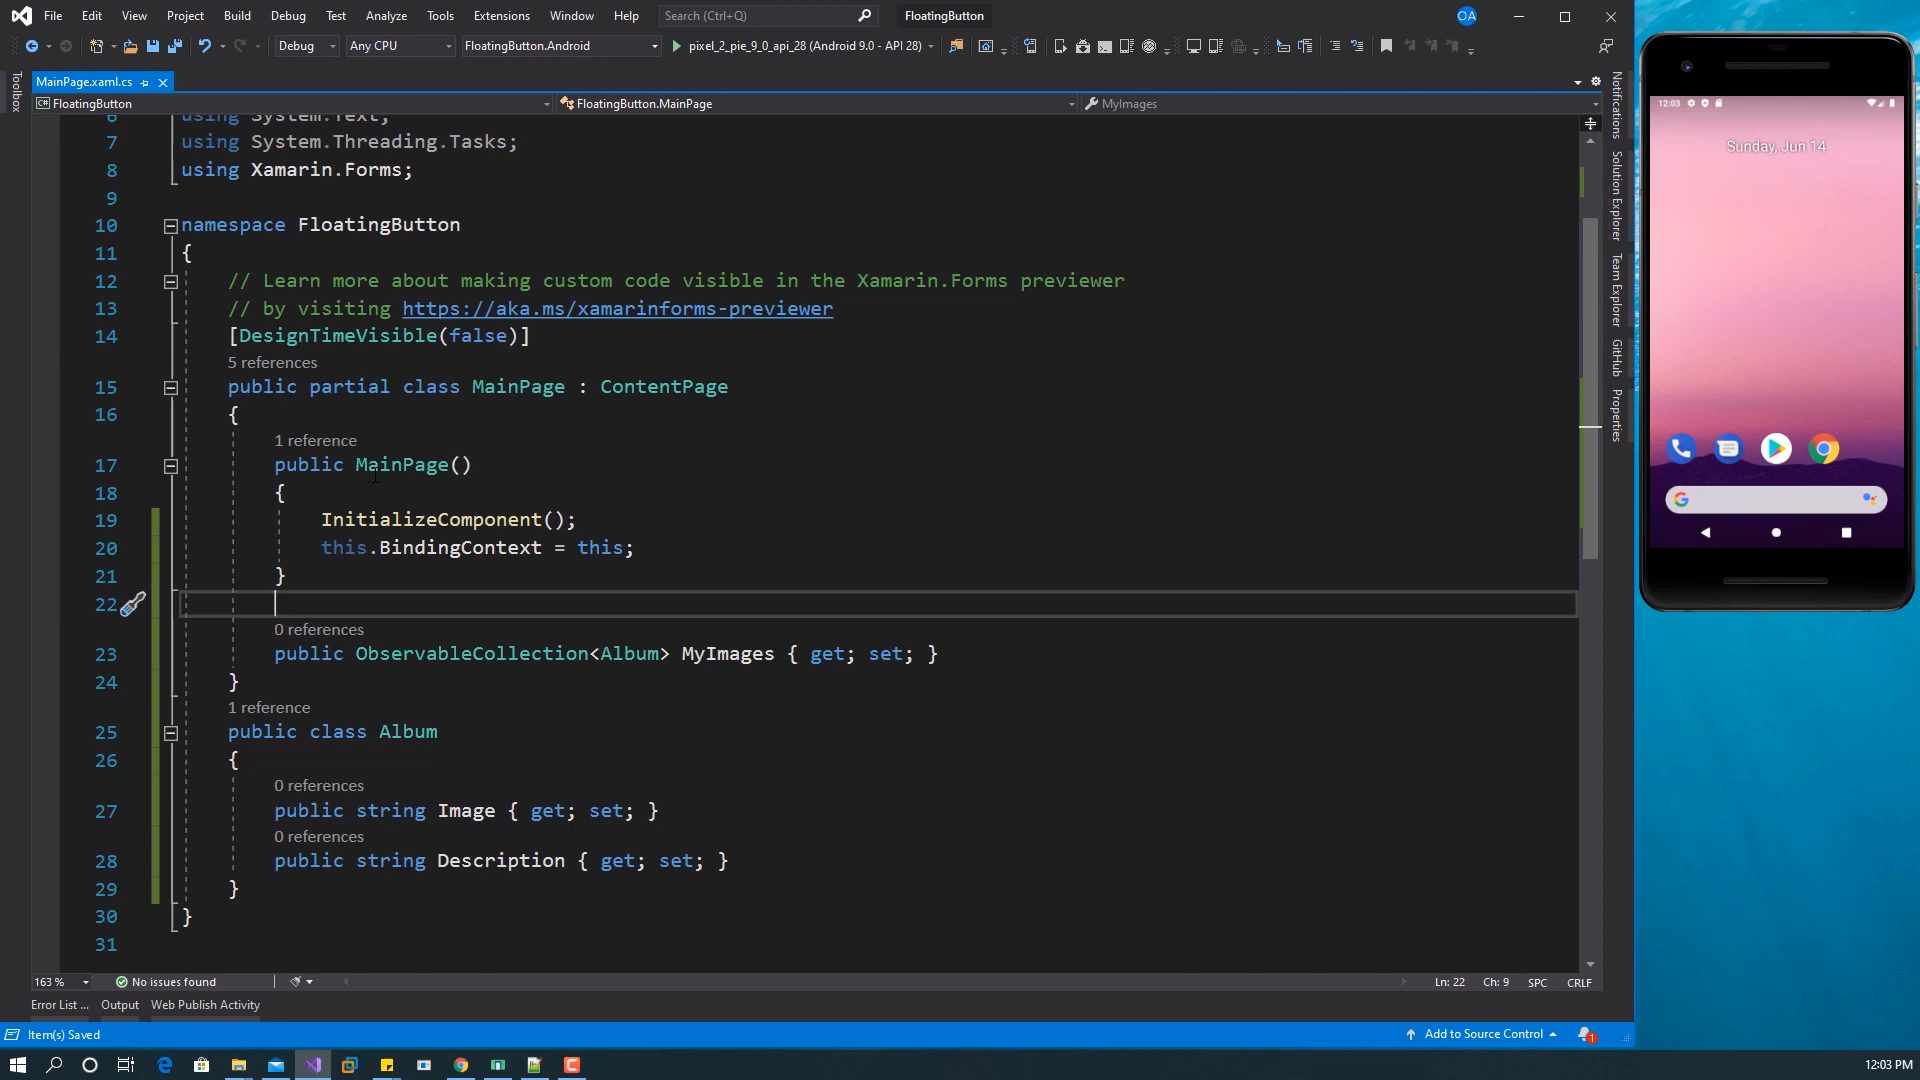 File Edit View Project Build Debug Test Analyze Tools Extensions Window Help Search (Ctrl+Q) FloatingButton OA
Debug Any CPU FloatingButton.Android pixel_2_pie_9_0_api_28 (Android 9.0 - API 28)
Toolbox
MainPage.xaml.cs
FloatingButton FloatingButton.MainPage MyImages
6 using System.Text;
7 using System.Threading.Tasks;
8 using Xamarin.Forms;
9
10 namespace FloatingButton
11 {
12 // Learn more about making custom code visible in the Xamarin.Forms previewer
13 // by visiting https://aka.ms/xamarinforms-previewer
14 [DesignTimeVisible(false)]
5 references
15 public partial class MainPage : ContentPage
16 {
1 reference
17 public MainPage()
18 {
19 InitializeComponent();
20 this.BindingContext = this;
21 }
22
0 references
23 public ObservableCollection<Album> MyImages { get; set; }
24 }
1 reference
25 public class Album
26 {
0 references
27 public string Image { get; set; }
0 references
28 public string Description { get; set; }
29 }
30 }
31
163 % No issues found Ln: 22 Ch: 9 SPC CRLF
Error List ... Output Web Publish Activity
Item(s) Saved Add to Source Control 1
12:03 PM
Notifications
Solution Explorer
Team Explorer
GitHub
Properties
12:03
Sunday, Jun 14